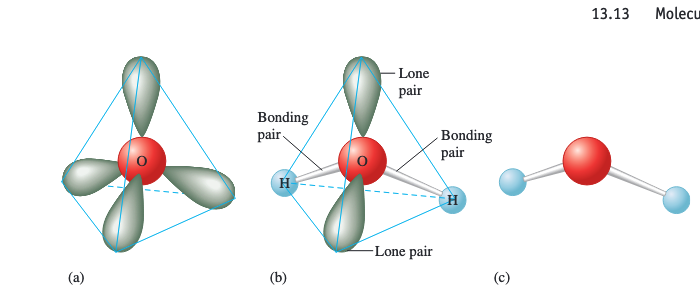 13.13 Molecu
O
Lone
pair
Bonding
pair
O
Bonding
pair
H
H
Lone pair
(a)
(b)
(c)